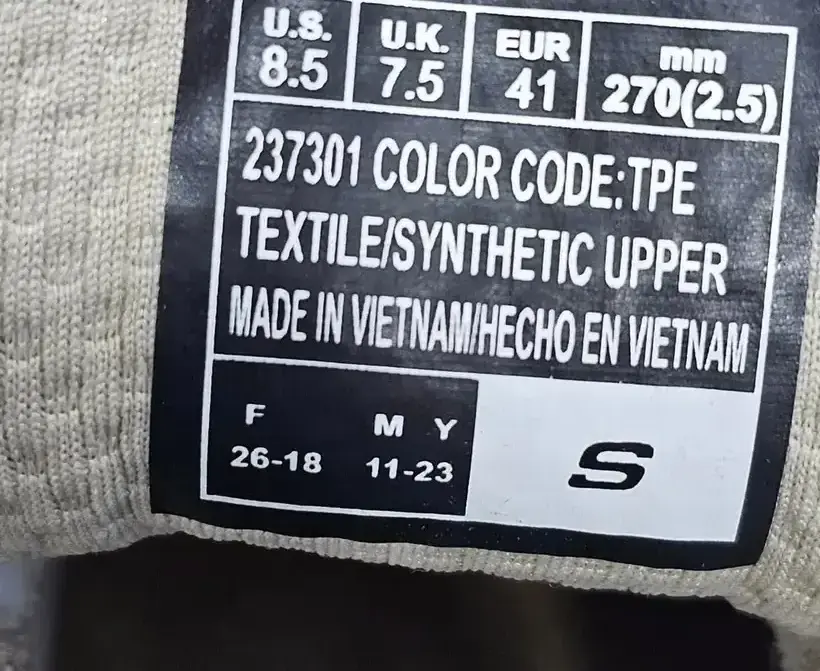 U.S. U.K. EUR mm
8.5 7.5 41 270(2.5)
237301 COLOR CODE:TPE
TEXTILE/SYNTHETIC UPPER
MADE IN VIETNAM/HECHO EN VIETNAM
F M Y
26-18 11-23
S